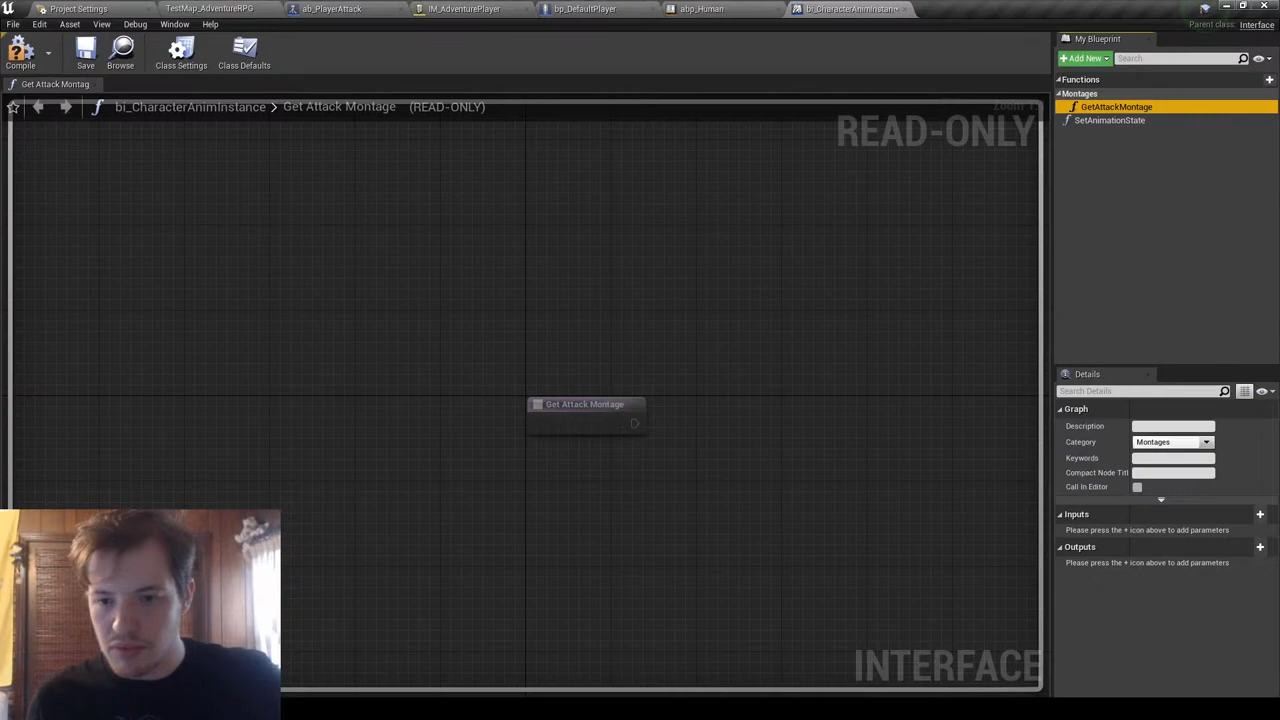 Project Settings
TestMap_AdventureRPG
ab_PlayerAttack
IM_AdventurePlayer
bp_DefaultPlayer
abp_Human
bi_CharacterAnimInstance
File Edit Asset View Debug Window Help
Parent class: Interface
Compile
Save
Browse
Class Settings
Class Defaults
My Blueprint
Add New
Search
Get Attack Montag
bi_CharacterAnimInstance > Get Attack Montage (READ-ONLY)
READ-ONLY
Functions
Montages
GetAttackMontage
SetAnimationState
Get Attack Montage
Details
Search Details
Graph
Description
Category Montages
Keywords
Compact Node Titl
Call In Editor
Inputs
Please press the + icon above to add parameters
Outputs
Please press the + icon above to add parameters
INTERFACE